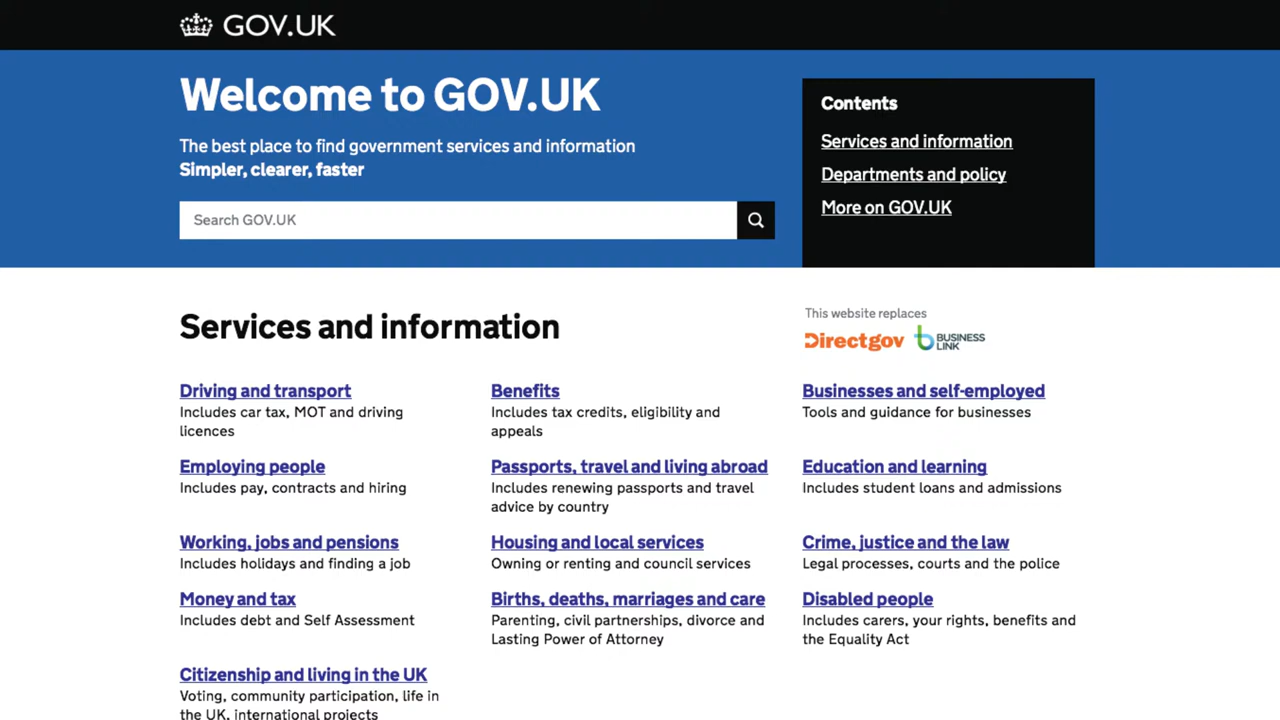 GOV.UK
Welcome to GOV.UK
The best place to find government services and information
Simpler, clearer, faster
Search GOV.UK
Contents
Services and information
Departments and policy
More on GOV.UK
Services and information
This website replaces
Directgov
BUSINESS
LINK
Driving and transport
Includes car tax, MOT and driving
licences
Benefits
Includes tax credits, eligibility and
appeals
Businesses and self-employed
Tools and guidance for businesses
Employing people
Includes pay, contracts and hiring
Passports, travel and living abroad
Includes renewing passports and travel
advice by country
Education and learning
Includes student loans and admissions
Working, jobs and pensions
Includes holidays and finding a job
Housing and local services
Owning or renting and council services
Crime, justice and the law
Legal processes, courts and the police
Money and tax
Includes debt and Self Assessment
Births, deaths, marriages and care
Parenting, civil partnerships, divorce and
Lasting Power of Attorney
Disabled people
Includes carers, your rights, benefits and
the Equality Act
Citizenship and living in the UK
Voting, community participation, life in
the UK, international projects